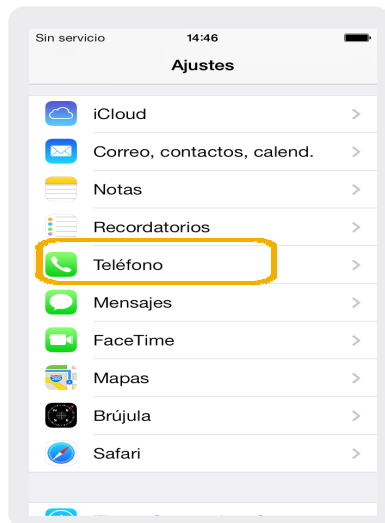 Sin servicio 14:46
Ajustes
iCloud
Correo, contactos, calend.
Notas
Recordatorios
Teléfono
Mensajes
FaceTime
Mapas
Brújula
Safari